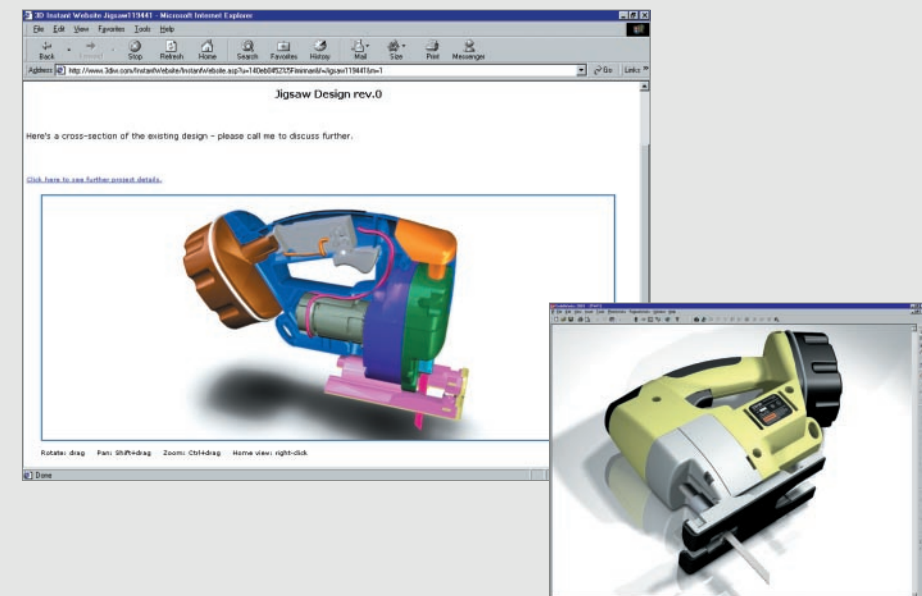 3D Instant Website Jigsaw119441 - Microsoft Internet Explorer
File Edit View Favorites Tools Help
Back Forward Stop Refresh Home Search Favorites History Mail Size Print Messenger
Address Go Links »
Jigsaw Design rev.0
Here's a cross-section of the existing design – please call me to discuss further.
Click here to see further project details.
Rotate: drag Pan: Shift+drag Zoom: Ctrl+drag Home view: right-click
Done